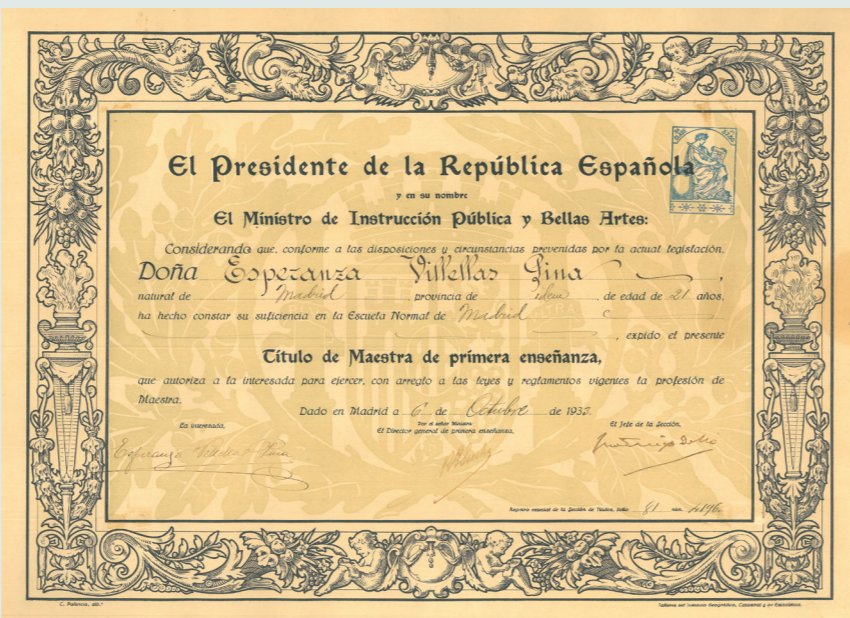 El Presidente de la República Española
y en su nombre
El Ministro de Instrucción Pública y Bellas Artes:
Considerando que, conforme a las disposiciones y circunstancias prevenidas por la actual legislación,
Doña Esperanza Villellas Pina
natural de Madrid, provincia de idem, de edad de 21 años,
ha hecho constar su suficiencia en la Escuela Normal de Madrid
, expido el presente
Título de Maestra de primera enseñanza,
que autoriza a la interesada para ejercer, con arreglo a las leyes y reglamentos vigentes la profesión de
Maestra.
Dado en Madrid a 6 de Octubre de 1933.
La interesada,
Por el señor Ministro
El Director general de primera enseñanza,
El Jefe de la Sección,
Esperanza Villellas Pina
Registro especial de la Sección de Títulos, folio 81 núm.
C. Palencia, dib.º
Talleres del Instituto Geográfico, Catastral y de Estadística.